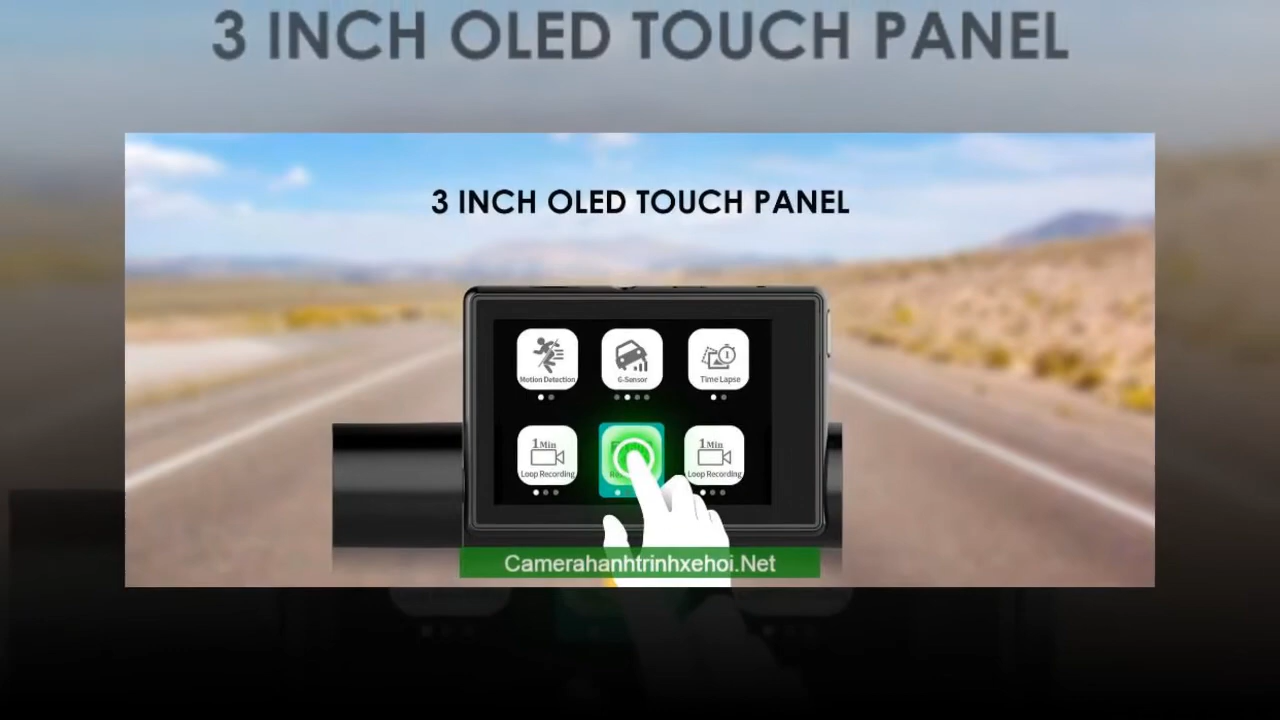 3 INCH OLED TOUCH PANEL
3 INCH OLED TOUCH PANEL
Motion Detection
G-Sensor
Time Lapse
1Min
Loop Recording
1Min
Loop Recording
Camerahanhtrinhxehoi.Net